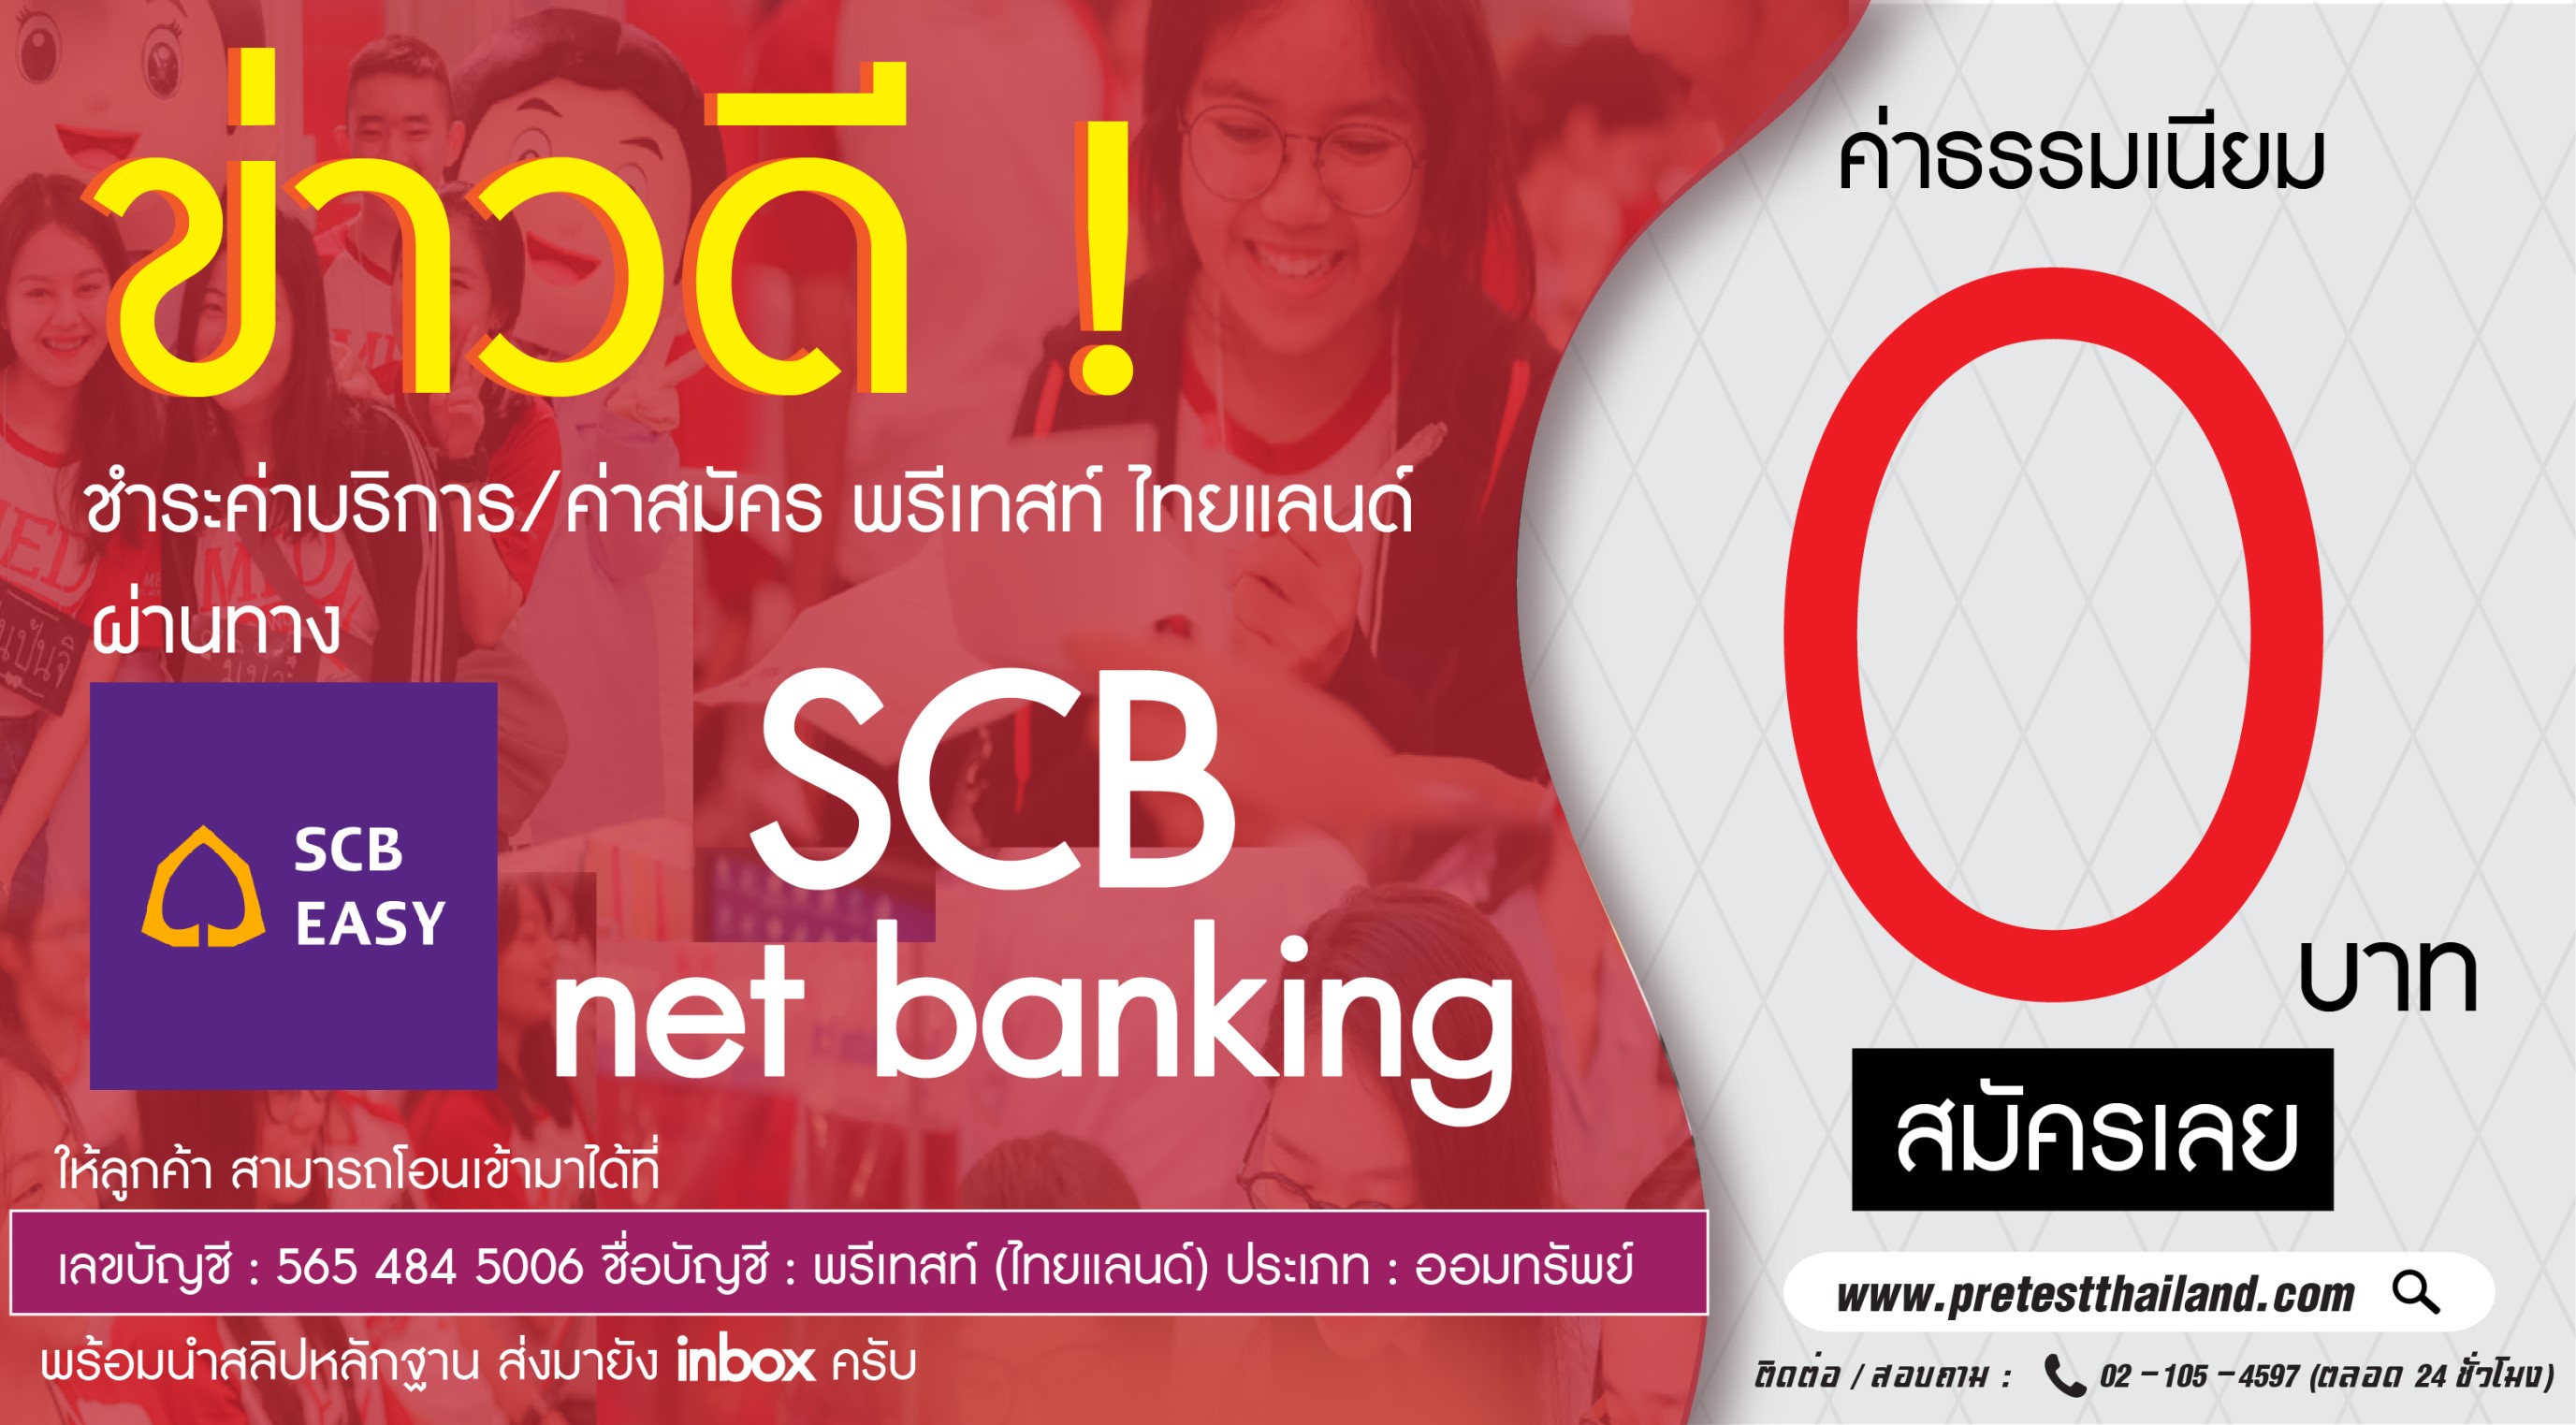 ข่าวดี !
ชำระค่าบริการ/ค่าสมัคร พรีเทสท์ ไทยแลนด์
ผ่านทาง
SCB
EASY
SCB
net banking
ให้ลูกค้า สามารถโอนเข้ามาได้ที่
เลขบัญชี : 565 484 5006 ชื่อบัญชี : พรีเทสท์ (ไทยแลนด์) ประเภท : ออมทรัพย์
พร้อมนำสลิปหลักฐาน ส่งมายัง inbox ครับ
ค่าธรรมเนียม
0
บาท
สมัครเลย
www.pretestthailand.com
ติดต่อ / สอบถาม : 02 - 105 - 4597 (ตลอด 24 ชั่วโมง)